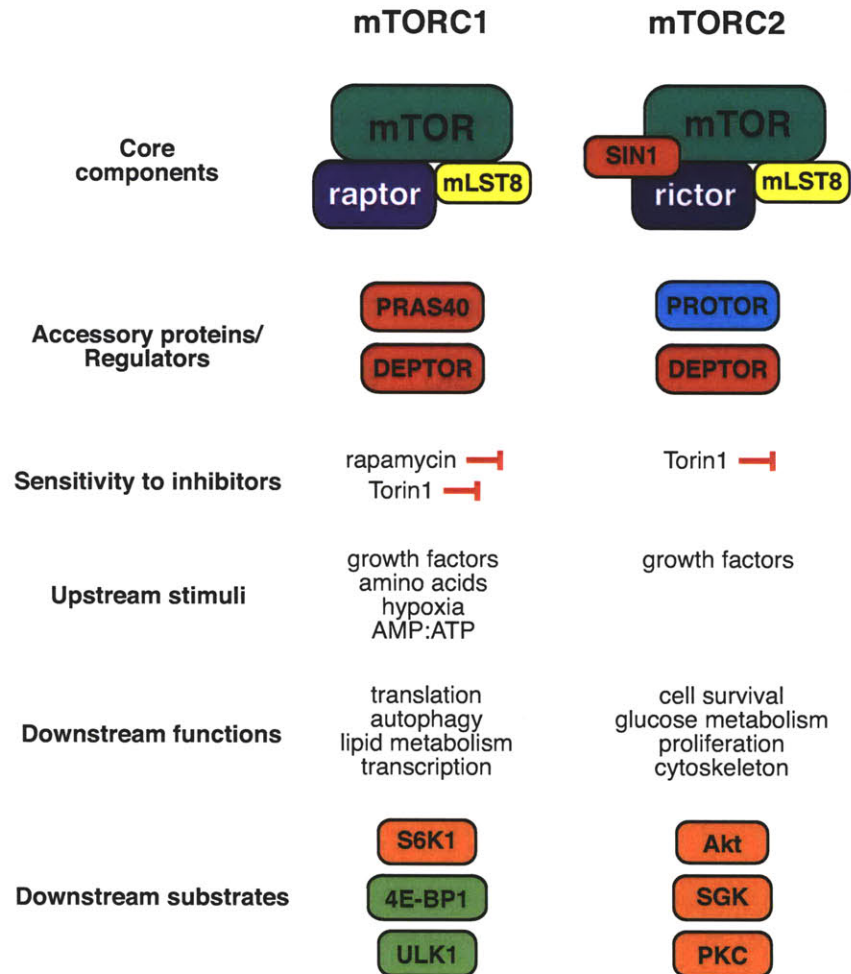 mTORC1 mTORC2
Core
components
mTOR
raptor
mLST8
mTOR
SIN1
rictor
mLST8
Accessory proteins/
Regulators
PRAS40
DEPTOR
PROTOR
DEPTOR
Sensitivity to inhibitors
rapamycin
Torin1
Torin1
Upstream stimuli
growth factors
amino acids
hypoxia
AMP:ATP
growth factors
Downstream functions
translation
autophagy
lipid metabolism
transcription
cell survival
glucose metabolism
proliferation
cytoskeleton
Downstream substrates
S6K1
4E-BP1
ULK1
Akt
SGK
PKC